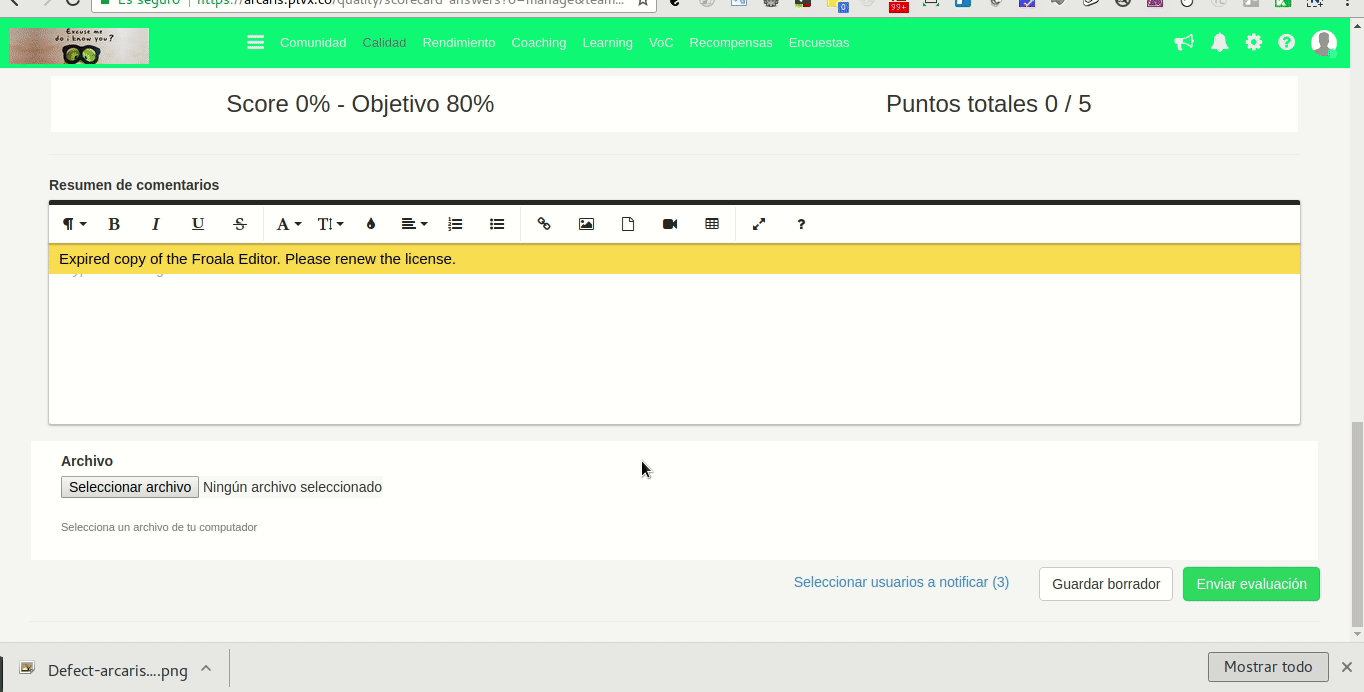 Es seguro | https://arcaris.ptvx.co/quality/scorecard-answers?o=manage&team...
0
99+
Excuse me
do i know you?
Comunidad Calidad Rendimiento Coaching Learning VoC Recompensas Encuestas
Score 0% - Objetivo 80%
Puntos totales 0 / 5
Resumen de comentarios
Expired copy of the Froala Editor. Please renew the license.
Archivo
Seleccionar archivo Ningún archivo seleccionado
Selecciona un archivo de tu computador
Seleccionar usuarios a notificar (3)
Guardar borrador
Enviar evaluación
Defect-arcaris....png
Mostrar todo